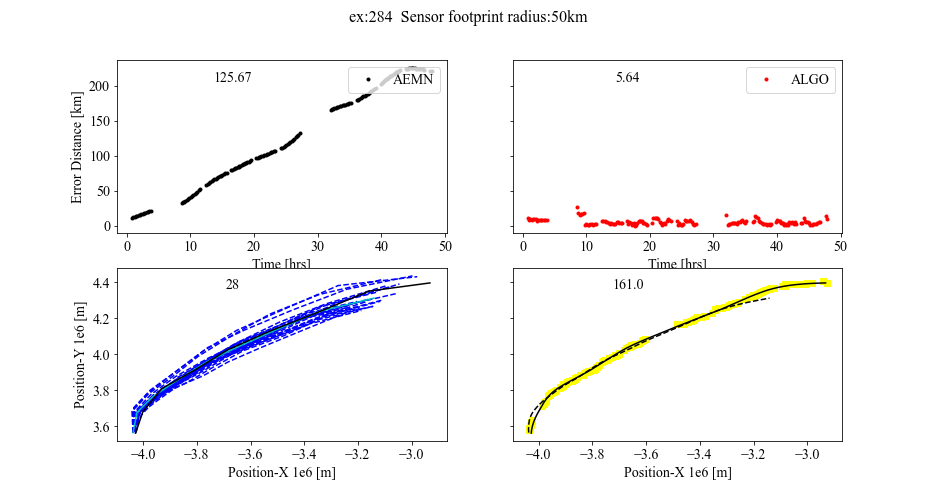 ex:284 Sensor footprint radius:50km
125.67
AEMN
5.64
ALGO
200
150
100
50
0
Error Distance [km]
0 10 20 30 40 50
0 10 20 30 40 50
Time [hrs]
Time [hrs]
28
161.0
4.4
4.2
4.0
3.8
3.6
Position-Y 1e6 [m]
−4.0 −3.8 −3.6 −3.4 −3.2 −3.0
−4.0 −3.8 −3.6 −3.4 −3.2 −3.0
Position-X 1e6 [m]
Position-X 1e6 [m]